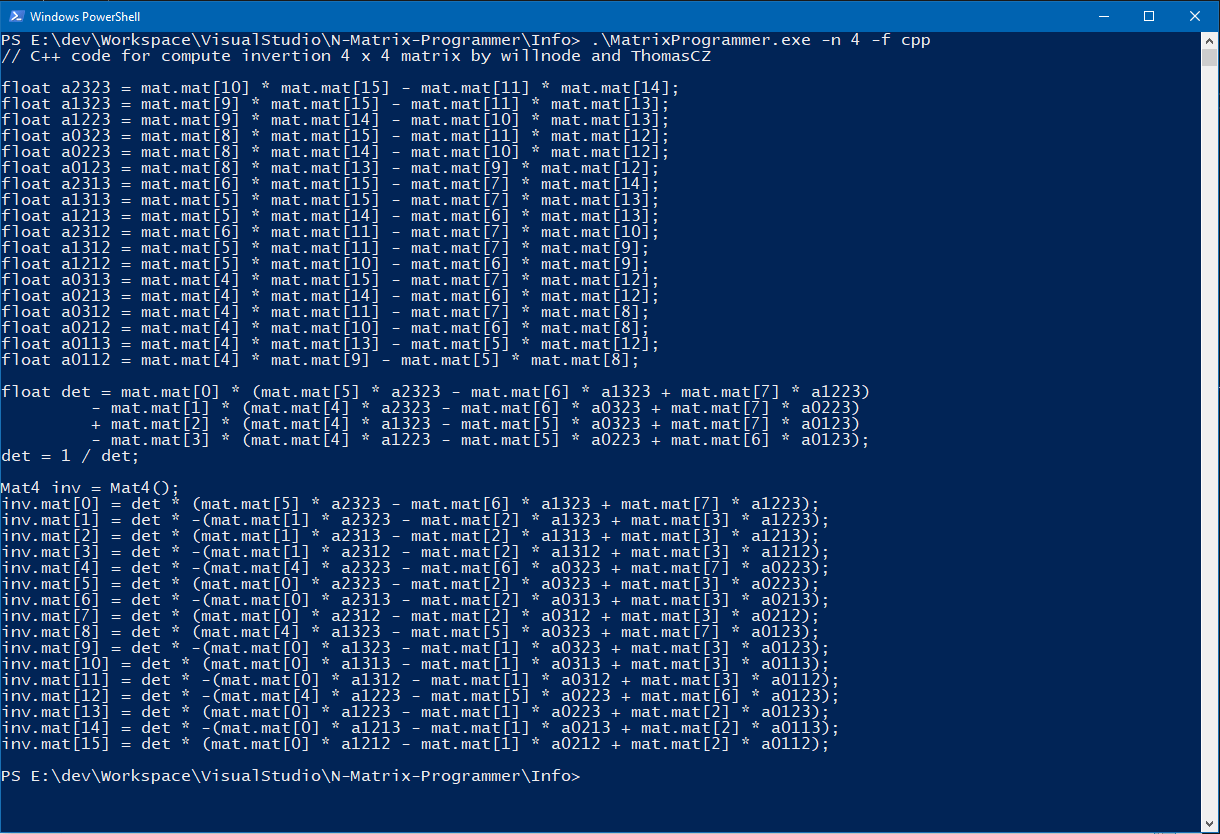 Windows PowerShell
PS E:\dev\Workspace\VisualStudio\N-Matrix-Programmer\Info> .\MatrixProgrammer.exe -n 4 -f cpp
// C++ code for compute invertion 4 x 4 matrix by willnode and ThomasCZ
float a2323 = mat.mat[10] * mat.mat[15] - mat.mat[11] * mat.mat[14];
float a1323 = mat.mat[9] * mat.mat[15] - mat.mat[11] * mat.mat[13];
float a1223 = mat.mat[9] * mat.mat[14] - mat.mat[10] * mat.mat[13];
float a0323 = mat.mat[8] * mat.mat[15] - mat.mat[11] * mat.mat[12];
float a0223 = mat.mat[8] * mat.mat[14] - mat.mat[10] * mat.mat[12];
float a0123 = mat.mat[8] * mat.mat[13] - mat.mat[9] * mat.mat[12];
float a2313 = mat.mat[6] * mat.mat[15] - mat.mat[7] * mat.mat[14];
float a1313 = mat.mat[5] * mat.mat[15] - mat.mat[7] * mat.mat[13];
float a1213 = mat.mat[5] * mat.mat[14] - mat.mat[6] * mat.mat[13];
float a2312 = mat.mat[6] * mat.mat[11] - mat.mat[7] * mat.mat[10];
float a1312 = mat.mat[5] * mat.mat[11] - mat.mat[7] * mat.mat[9];
float a1212 = mat.mat[5] * mat.mat[10] - mat.mat[6] * mat.mat[9];
float a0313 = mat.mat[4] * mat.mat[15] - mat.mat[7] * mat.mat[12];
float a0213 = mat.mat[4] * mat.mat[14] - mat.mat[6] * mat.mat[12];
float a0312 = mat.mat[4] * mat.mat[11] - mat.mat[7] * mat.mat[8];
float a0212 = mat.mat[4] * mat.mat[10] - mat.mat[6] * mat.mat[8];
float a0113 = mat.mat[4] * mat.mat[13] - mat.mat[5] * mat.mat[12];
float a0112 = mat.mat[4] * mat.mat[9] - mat.mat[5] * mat.mat[8];
float det = mat.mat[0] * (mat.mat[5] * a2323 - mat.mat[6] * a1323 + mat.mat[7] * a1223)
- mat.mat[1] * (mat.mat[4] * a2323 - mat.mat[6] * a0323 + mat.mat[7] * a0223)
+ mat.mat[2] * (mat.mat[4] * a1323 - mat.mat[5] * a0323 + mat.mat[7] * a0123)
- mat.mat[3] * (mat.mat[4] * a1223 - mat.mat[5] * a0223 + mat.mat[6] * a0123);
det = 1 / det;
Mat4 inv = Mat4();
inv.mat[0] = det * (mat.mat[5] * a2323 - mat.mat[6] * a1323 + mat.mat[7] * a1223);
inv.mat[1] = det * -(mat.mat[1] * a2323 - mat.mat[2] * a1323 + mat.mat[3] * a1223);
inv.mat[2] = det * (mat.mat[1] * a2313 - mat.mat[2] * a1313 + mat.mat[3] * a1213);
inv.mat[3] = det * -(mat.mat[1] * a2312 - mat.mat[2] * a1312 + mat.mat[3] * a1212);
inv.mat[4] = det * -(mat.mat[4] * a2323 - mat.mat[6] * a0323 + mat.mat[7] * a0223);
inv.mat[5] = det * (mat.mat[0] * a2323 - mat.mat[2] * a0323 + mat.mat[3] * a0223);
inv.mat[6] = det * -(mat.mat[0] * a2313 - mat.mat[2] * a0313 + mat.mat[3] * a0213);
inv.mat[7] = det * (mat.mat[0] * a2312 - mat.mat[2] * a0312 + mat.mat[3] * a0212);
inv.mat[8] = det * (mat.mat[4] * a1323 - mat.mat[5] * a0323 + mat.mat[7] * a0123);
inv.mat[9] = det * -(mat.mat[0] * a1323 - mat.mat[1] * a0323 + mat.mat[3] * a0123);
inv.mat[10] = det * (mat.mat[0] * a1313 - mat.mat[1] * a0313 + mat.mat[3] * a0113);
inv.mat[11] = det * -(mat.mat[0] * a1312 - mat.mat[1] * a0312 + mat.mat[3] * a0112);
inv.mat[12] = det * -(mat.mat[4] * a1223 - mat.mat[5] * a0223 + mat.mat[6] * a0123);
inv.mat[13] = det * (mat.mat[0] * a1223 - mat.mat[1] * a0223 + mat.mat[2] * a0123);
inv.mat[14] = det * -(mat.mat[0] * a1213 - mat.mat[1] * a0213 + mat.mat[2] * a0113);
inv.mat[15] = det * (mat.mat[0] * a1212 - mat.mat[1] * a0212 + mat.mat[2] * a0112);
PS E:\dev\Workspace\VisualStudio\N-Matrix-Programmer\Info>